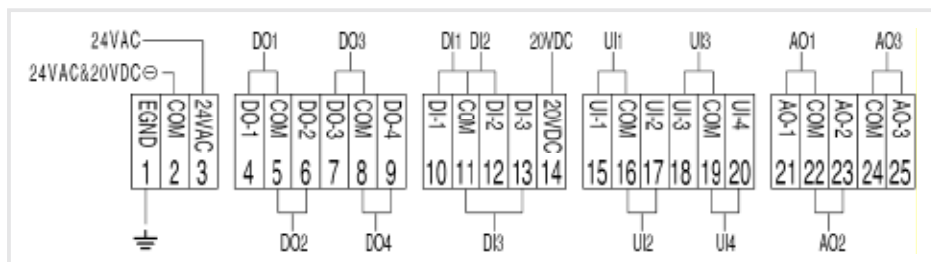 24VAC DO1 DO3 DI1 DI2 20VDC UI1 UI3 AO1 AO3
24VAC&20VDC⊖
EGND COM 24VAC DO-1 COM DO-2 DO-3 COM DO-4 DI-1 COM DI-2 DI-3 20VDC UI-1 COM UI-2 UI-3 COM UI-4 AO-1 COM AO-2 COM AO-3
1 2 3 4 5 6 7 8 9 10 11 12 13 14 15 16 17 18 19 20 21 22 23 24 25
DO2 DO4 DI3 UI2 UI4 AO2